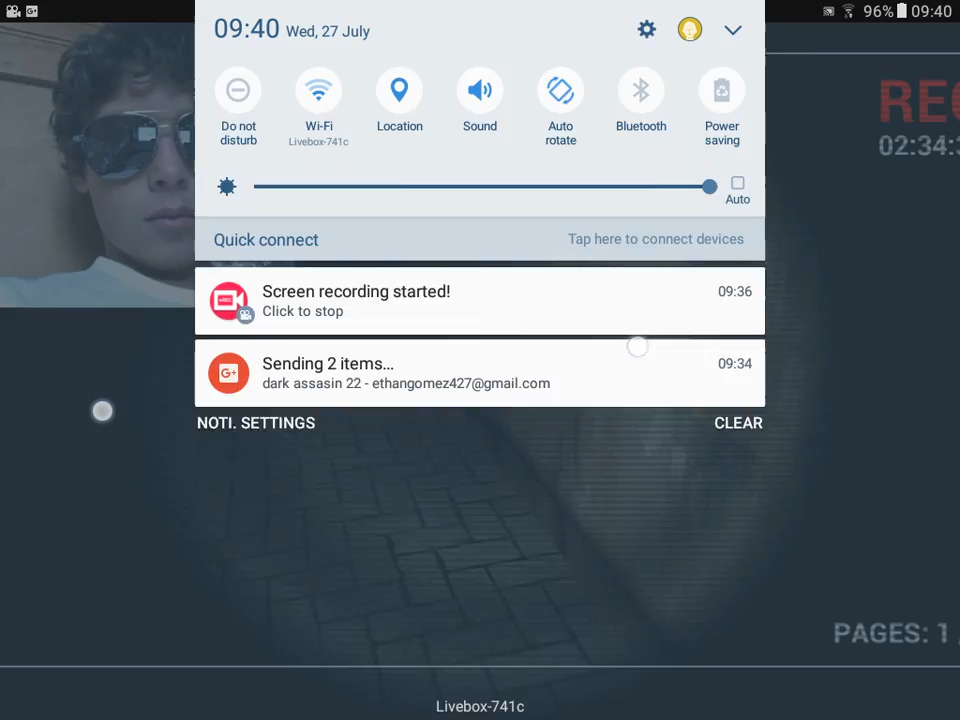 96% 09:40
09:40 Wed, 27 July
Do not disturb
Wi-Fi
Livebox-741c
Location
Sound
Auto rotate
Bluetooth
Power saving
Auto
Quick connect
Tap here to connect devices
Screen recording started!
09:36
Click to stop
Sending 2 items...
09:34
dark assasin 22 - ethangomez427@gmail.com
NOTI. SETTINGS
CLEAR
02:34:
PAGES: 1
Livebox-741c